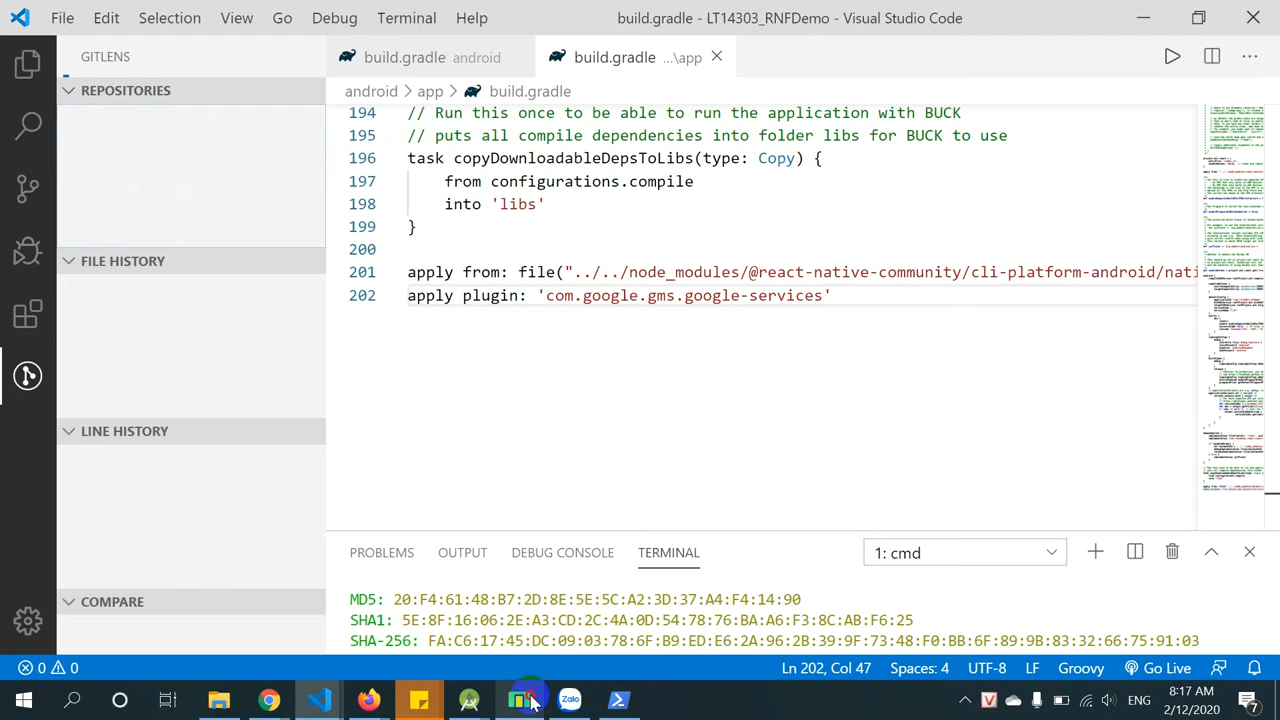 File Edit Selection View Go Debug Terminal Help build.gradle - LT14303_RNFDemo - Visual Studio Code
GITLENS
build.gradle android
build.gradle ...\app
REPOSITORIES
android app build.gradle
194 // Run this once to be able to run the application with BUCK
195 // puts all compile dependencies into folder libs for BUCK to use
196 task copyDownloadableDepsToLibs(type: Copy) {
197 from configurations.compile
198 into 'libs'
199 }
200
201 apply from: file("../../node_modules/@react-native-community/cli-platform-android/nati
202 apply plugin: 'com.google.gms.google-services'
FILE HISTORY
LINE HISTORY
COMPARE
PROBLEMS OUTPUT DEBUG CONSOLE TERMINAL 1: cmd
MD5: 20:F4:61:48:B7:2D:8E:5E:5C:A2:3D:37:A4:F4:14:90
SHA1: 5E:8F:16:06:2E:A3:CD:2C:4A:0D:54:78:76:BA:A6:F3:8C:AB:F6:25
SHA-256: FA:C6:17:45:DC:09:03:78:6F:B9:ED:E6:2A:96:2B:39:9F:73:48:F0:BB:6F:89:9B:83:32:66:75:91:03
0 0 Ln 202, Col 47 Spaces: 4 UTF-8 LF Groovy Go Live
Zalo
ENG
8:17 AM
2/12/2020
7